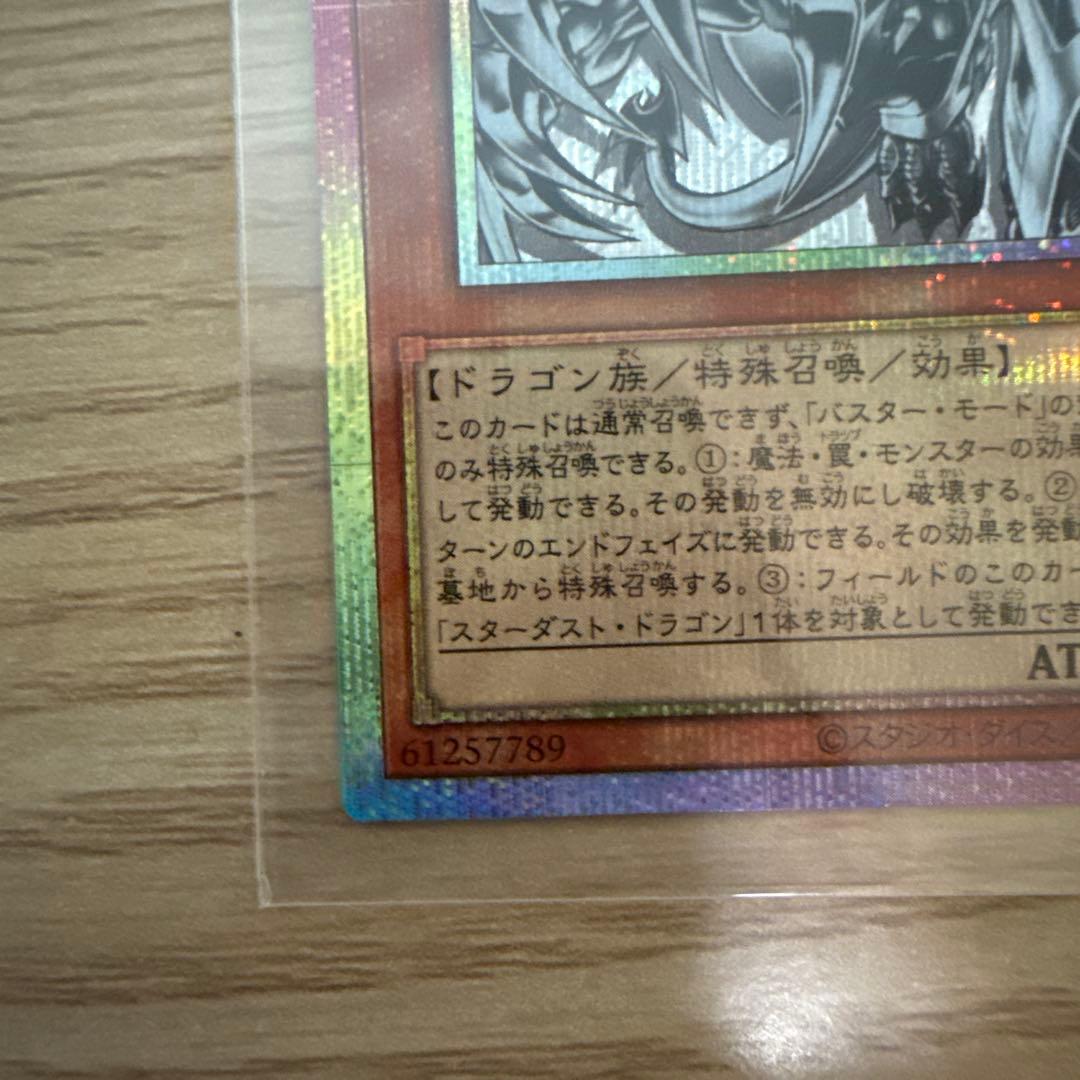 【ドラゴン族／特殊召喚／効果】
このカードは通常召喚できず、「バスター・モード」の
のみ特殊召喚できる。①：魔法・罠・モンスターの効果
して発動できる。その発動を無効にし破壊する。②
ターンのエンドフェイズに発動できる。その効果を発動
墓地から特殊召喚する。③：フィールドのこのカー
「スターダスト・ドラゴン」1体を対象として発動でき
AT
61257789 ©スタジオ・ダイス